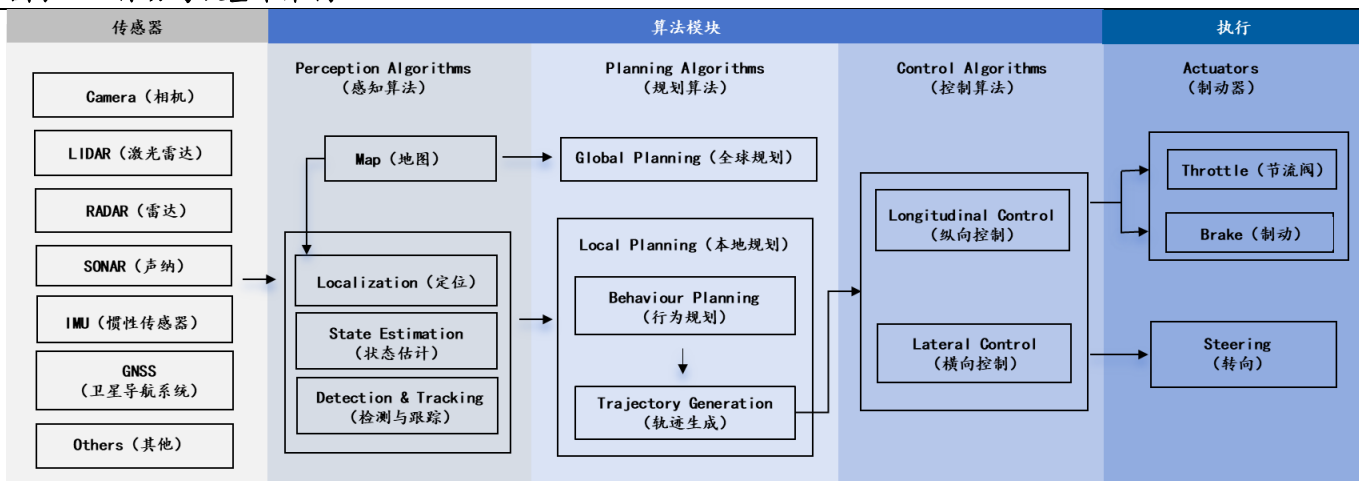 传感器
算法模块
执行
Camera（相机）
LIDAR（激光雷达）
RADAR（雷达）
SONAR（声纳）
IMU（惯性传感器）
GNSS
（卫星导航系统）
Others（其他）
Perception Algorithms
（感知算法）
Map（地图）
Localization（定位）
State Estimation
（状态估计）
Detection & Tracking
（检测与跟踪）
Planning Algorithms
（规划算法）
Global Planning（全球规划）
Local Planning（本地规划）
Behaviour Planning
（行为规划）
Trajectory Generation
（轨迹生成）
Control Algorithms
（控制算法）
Longitudinal Control
（纵向控制）
Lateral Control
（横向控制）
Actuators
（制动器）
Throttle（节流阀）
Brake（制动）
Steering
（转向）